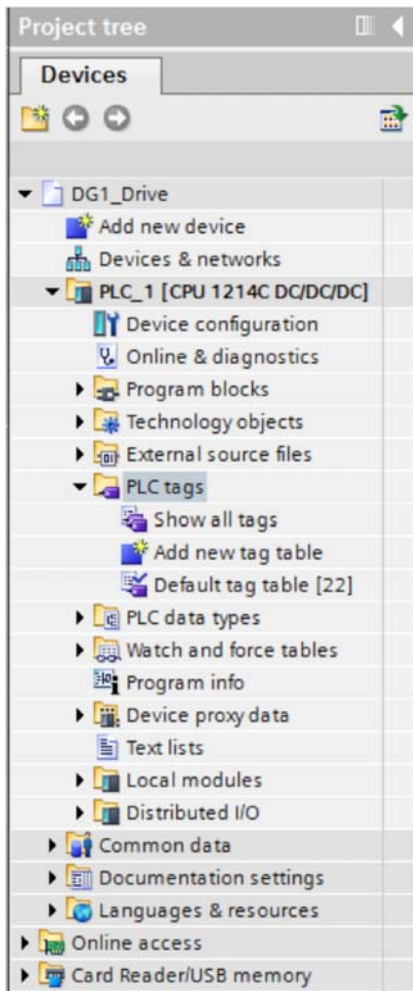 Project tree
Devices
DG1_Drive
Add new device
Devices & networks
PLC_1 [CPU 1214C DC/DC/DC]
Device configuration
Online & diagnostics
Program blocks
Technology objects
External source files
PLC tags
Show all tags
Add new tag table
Default tag table [22]
PLC data types
Watch and force tables
Program info
Device proxy data
Text lists
Local modules
Distributed I/O
Common data
Documentation settings
Languages & resources
Online access
Card Reader/USB memory